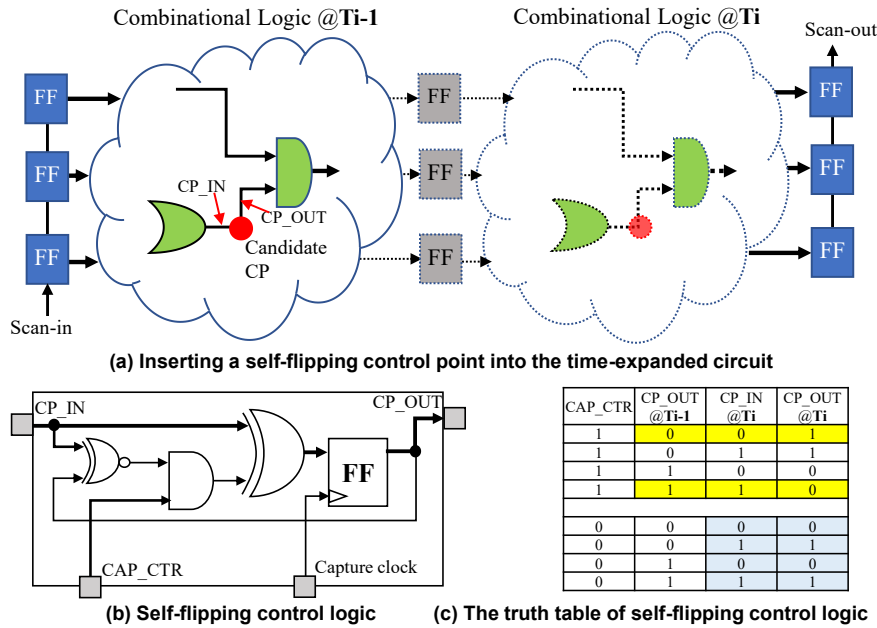 Combinational Logic @Ti-1
Combinational Logic @Ti
Scan-out
FF
FF
FF
FF
FF
FF
FF
FF
FF
CP_IN
CP_OUT
Candidate
CP
Scan-in
(a) Inserting a self-flipping control point into the time-expanded circuit
CP_IN
CP_OUT
FF
CAP_CTR
Capture clock
(b) Self-flipping control logic
CAP_CTR CP_OUT @Ti-1 CP_IN @Ti CP_OUT @Ti
1 0 0 1
1 0 1 1
1 1 0 0
1 1 1 0
0 0 0 0
0 0 1 1
0 1 0 0
0 1 1 1
(c) The truth table of self-flipping control logic